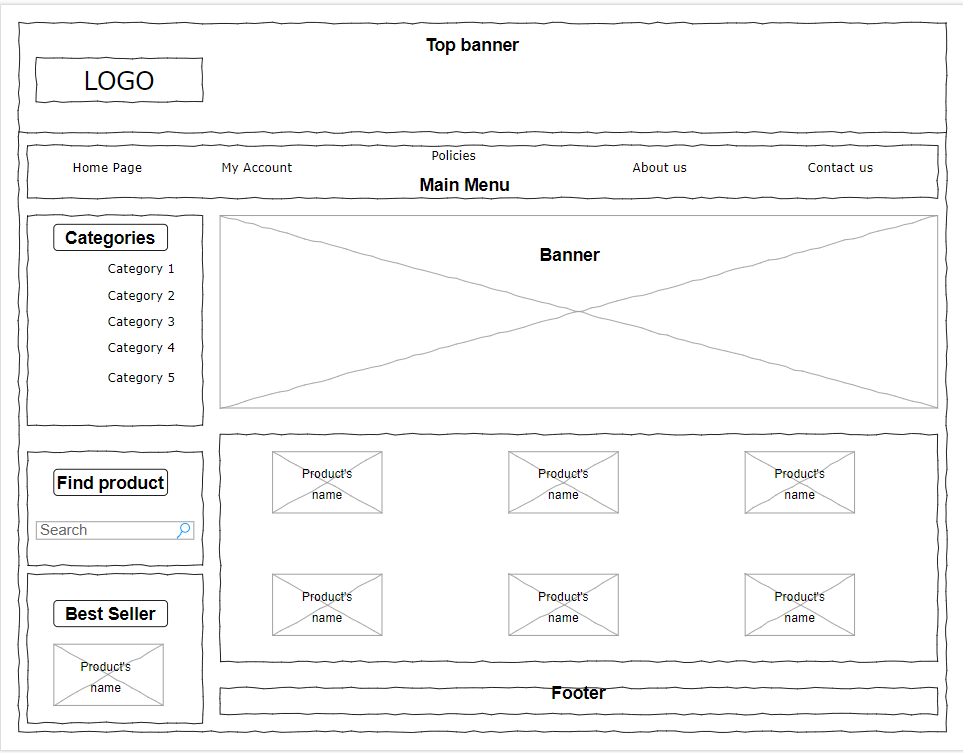 Top banner
LOGO
Home Page
My Account
Policies
About us
Contact us
Main Menu
Categories
Category 1
Category 2
Category 3
Category 4
Category 5
Banner
Find product
Search
Best Seller
Product's
name
Product's
name
Product's
name
Product's
name
Product's
name
Product's
name
Product's
name
Footer